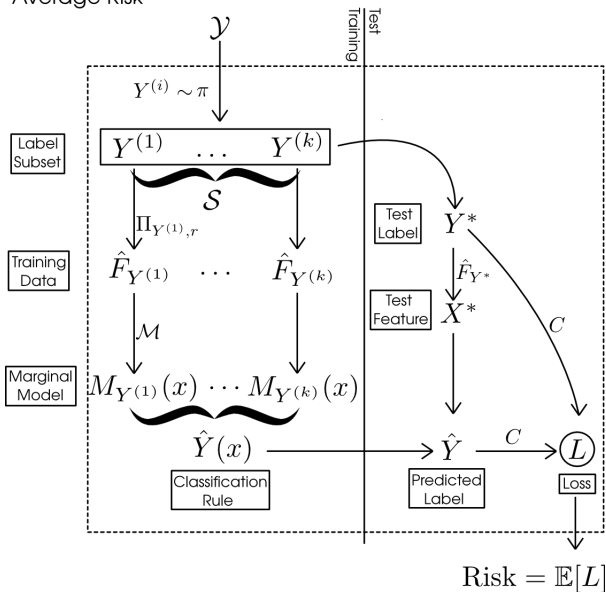 Average Risk
𝒴
Test
Training
Y^{(i)} ∼ π
Label
Subset
Y^{(1)} … Y^{(k)}
𝒮
Π_{Y^{(1)},r}
Test
Label
Y^*
Training
Data
F̂_{Y^{(1)}} … F̂_{Y^{(k)}}
F̂_{Y^*}
Test
Feature
X^*
ℳ
C
Marginal
Model
M_{Y^{(1)}}(x) ⋯ M_{Y^{(k)}}(x)
Ŷ(x)
Ŷ
C
L
Classification
Rule
Predicted
Label
Loss
Risk = 𝔼[L]